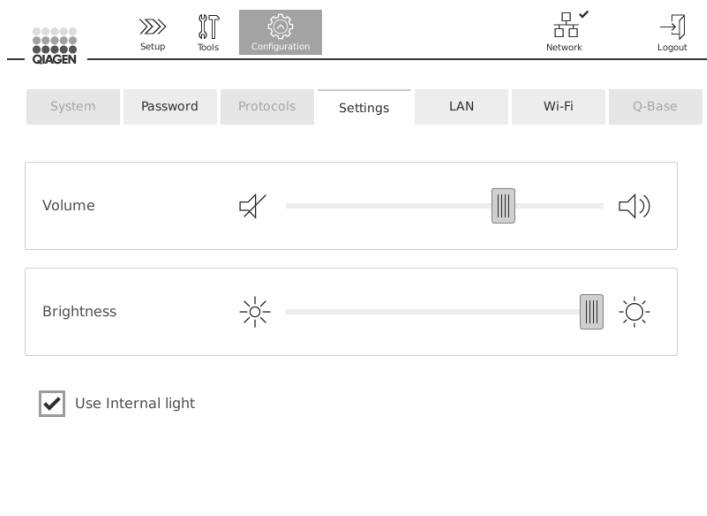 QIAGEN
Setup
Tools
Configuration
Network
Logout
System
Password
Protocols
Settings
LAN
Wi-Fi
Q-Base
Volume
Brightness
Use Internal light